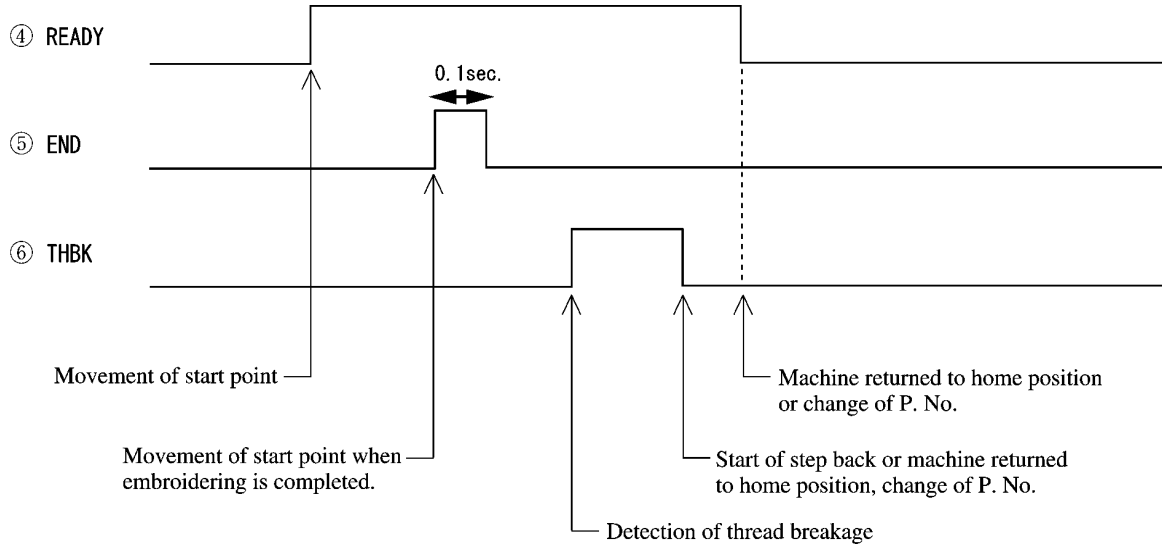 ④ READY
0.1sec.
⑤ END
⑥ THBK
Movement of start point
Machine returned to home position
or change of P. No.
Movement of start point when
embroidering is completed.
Start of step back or machine returned
to home position, change of P. No.
Detection of thread breakage